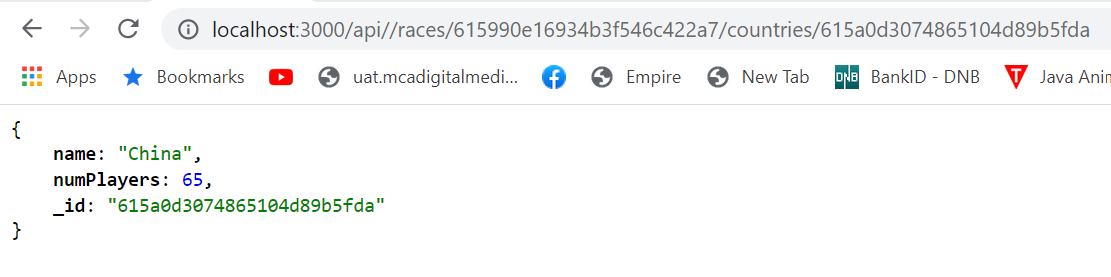 localhost:3000/api//races/615990e16934b3f546c422a7/countries/615a0d3074865104d89b5fda
Apps Bookmarks uat.mcadigitalmedi... Empire New Tab DNB BankID - DNB T Java Anim
{
    name: "China",
    numPlayers: 65,
    _id: "615a0d3074865104d89b5fda"
}